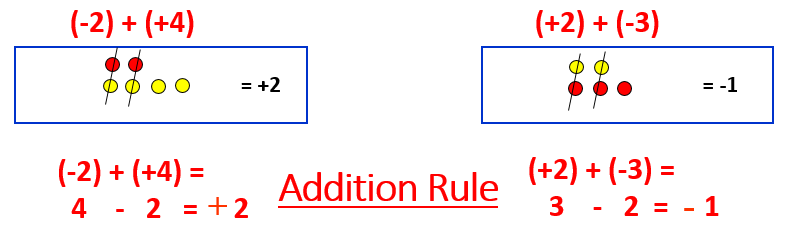 (-2) + (+4)
= +2
(+2) + (-3)
= -1
(-2) + (+4) =
4 - 2 = + 2
Addition Rule
(+2) + (-3) =
3 - 2 = - 1